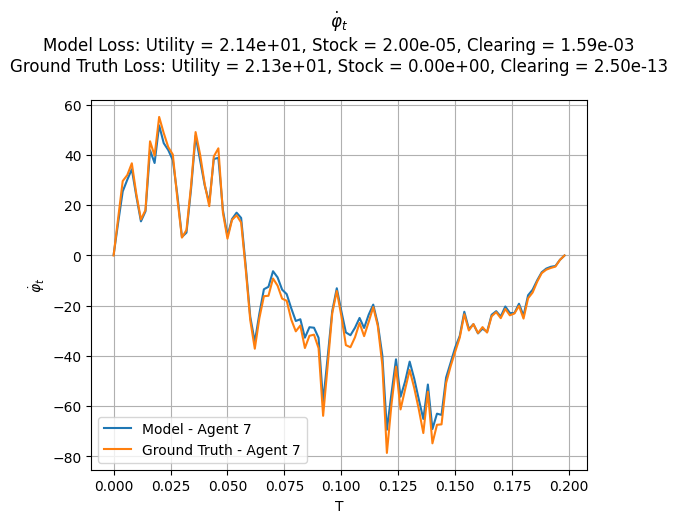 φ̇ₜ
Model Loss: Utility = 2.14e+01, Stock = 2.00e-05, Clearing = 1.59e-03
Ground Truth Loss: Utility = 2.13e+01, Stock = 0.00e+00, Clearing = 2.50e-13
60
40
20
0
−20
−40
−60
−80
φ̇ₜ
Model - Agent 7
Ground Truth - Agent 7
0.000 0.025 0.050 0.075 0.100 0.125 0.150 0.175 0.200
T